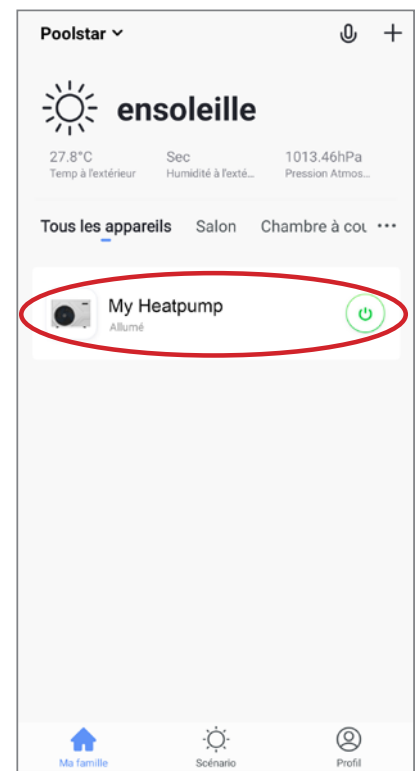 Poolstar
ensoleille
27.8°C Sec 1013.46hPa
Temp à l'extérieur Humidité à l'exté... Pression Atmos...
Tous les appareils Salon Chambre à cou ...
My Heatpump
Allumé
Ma famille Scénario Profil